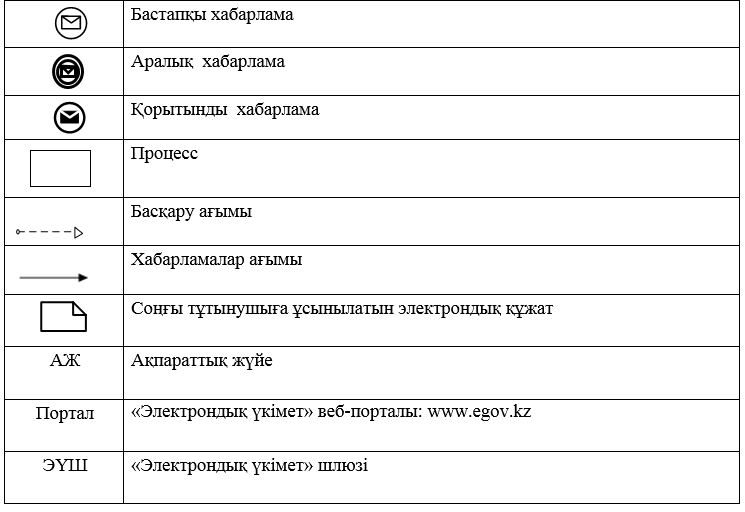 Бастапқы хабарлама
Аралық  хабарлама
Қорытынды  хабарлама
Процесс
Басқару ағымы
Хабарламалар ағымы
Соңғы тұтынушыға ұсынылатын электрондық құжат
АЖ Ақпараттық жүйе
Портал «Электрондық үкімет» веб-порталы: www.egov.kz
ЭҮШ «Электрондық үкімет» шлюзі